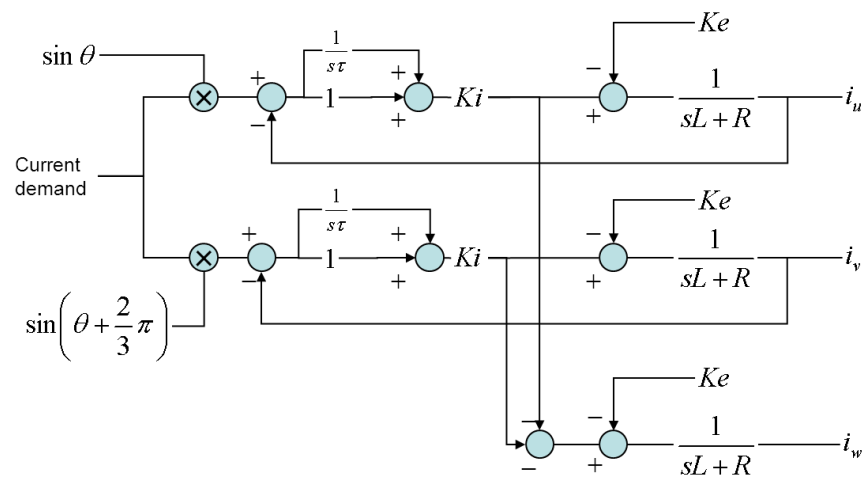 Ke
sin θ
1/sτ
+ − + 1 + Ki − + 1/(sL + R) i_u
Current
demand
Ke
1/sτ
+ − + 1 + Ki − + 1/(sL + R) i_v
sin(θ + 2/3 π)
Ke
− − − + 1/(sL + R) i_w